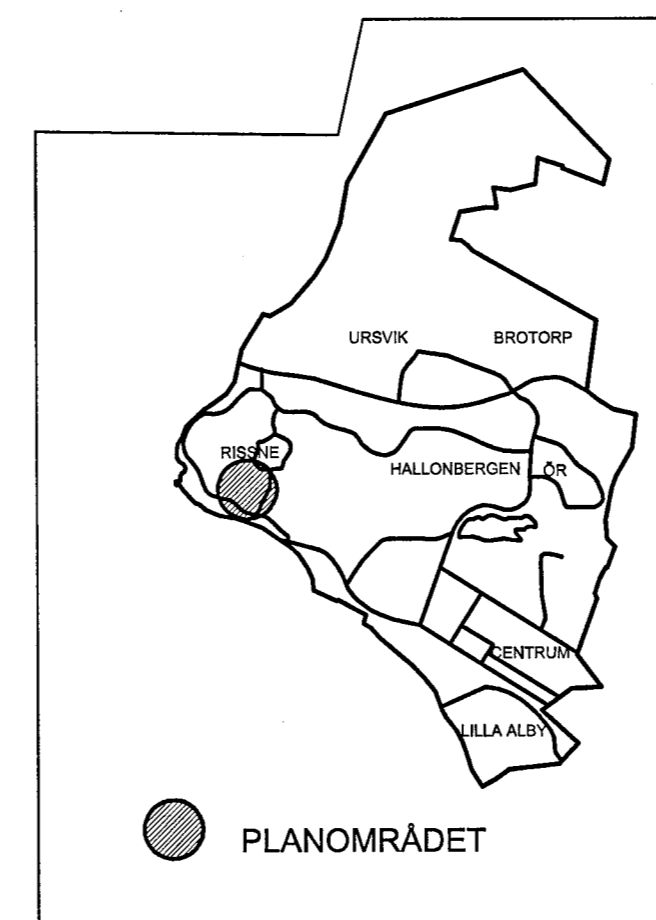 URSVIK BROTORP
RISSNE
HALLONBERGEN ÖR
CENTRUM
LILLA ALBY
PLANOMRÅDET